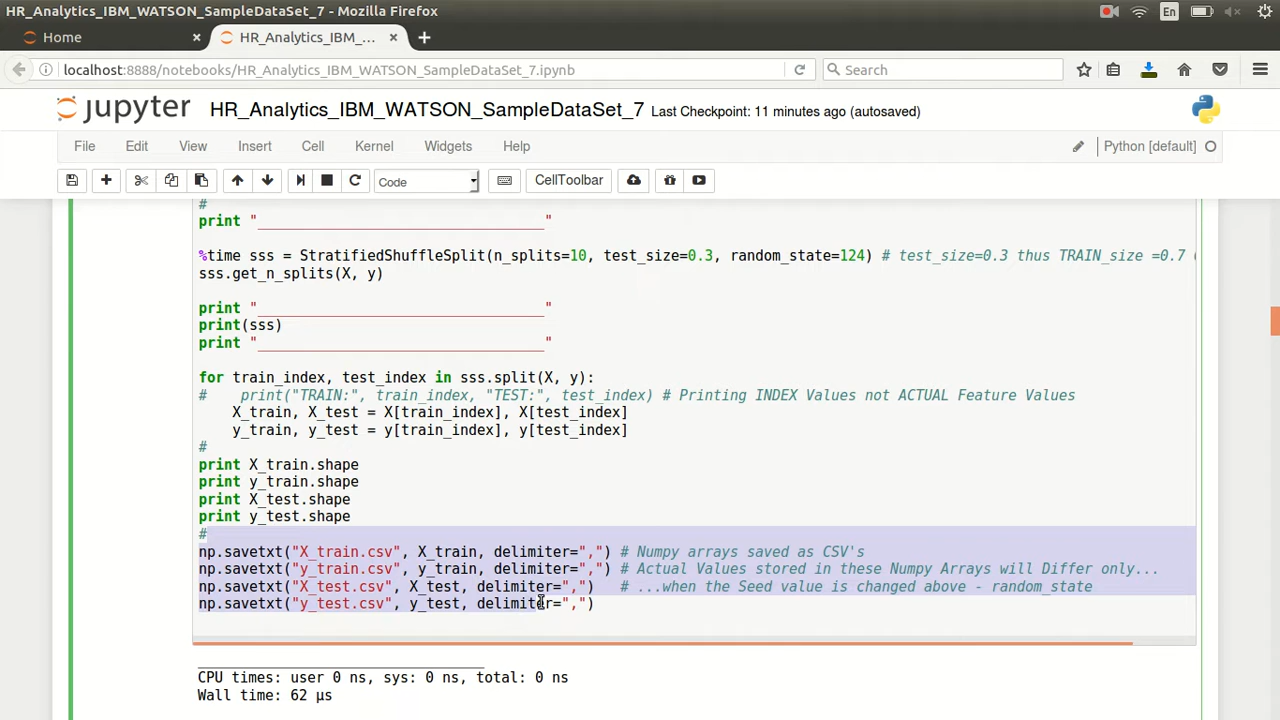 HR_Analytics_IBM_WATSON_SampleDataSet_7 - Mozilla Firefox
En
Home × HR_Analytics_IBM_... × +
localhost:8888/notebooks/HR_Analytics_IBM_WATSON_SampleDataSet_7.ipynb
Search
jupyter HR_Analytics_IBM_WATSON_SampleDataSet_7 Last Checkpoint: 11 minutes ago (autosaved)
File Edit View Insert Cell Kernel Widgets Help Python [default]
Code CellToolbar
#
print "__________________________________"
%time sss = StratifiedShuffleSplit(n_splits=10, test_size=0.3, random_state=124) # test_size=0.3 thus TRAIN_size =0.7
sss.get_n_splits(X, y)
print "__________________________________"
print(sss)
print "__________________________________"
for train_index, test_index in sss.split(X, y):
#    print("TRAIN:", train_index, "TEST:", test_index) # Printing INDEX Values not ACTUAL Feature Values
    X_train, X_test = X[train_index], X[test_index]
    y_train, y_test = y[train_index], y[test_index]
#
print X_train.shape
print y_train.shape
print X_test.shape
print y_test.shape
#
np.savetxt("X_train.csv", X_train, delimiter=",") # Numpy arrays saved as CSV's
np.savetxt("y_train.csv", y_train, delimiter=",") # Actual Values stored in these Numpy Arrays will Differ only...
np.savetxt("X_test.csv", X_test, delimiter=",")   # ...when the Seed value is changed above - random_state
np.savetxt("y_test.csv", y_test, delimiter=",")
__________________________________
CPU times: user 0 ns, sys: 0 ns, total: 0 ns
Wall time: 62 µs